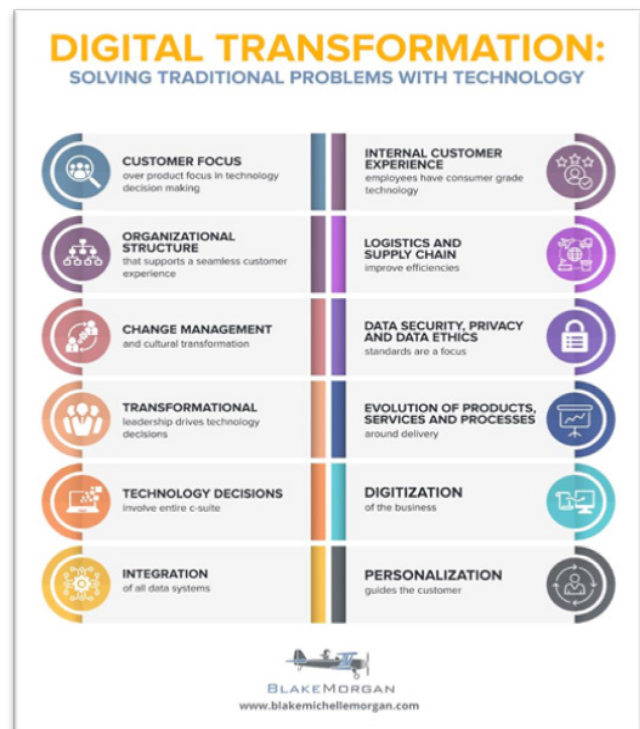 DIGITAL TRANSFORMATION:
SOLVING TRADITIONAL PROBLEMS WITH TECHNOLOGY
CUSTOMER FOCUS
over product focus in technology
decision making
ORGANIZATIONAL
STRUCTURE
that supports a seamless customer
experience
CHANGE MANAGEMENT
and cultural transformation
TRANSFORMATIONAL
leadership drives technology
decisions
TECHNOLOGY DECISIONS
involve entire c-suite
INTEGRATION
of all data systems
INTERNAL CUSTOMER
EXPERIENCE
employees have consumer grade
technology
LOGISTICS AND
SUPPLY CHAIN
improve efficiencies
DATA SECURITY, PRIVACY
AND DATA ETHICS
standards are a focus
EVOLUTION OF PRODUCTS,
SERVICES AND PROCESSES
around delivery
DIGITIZATION
of the business
PERSONALIZATION
guides the customer
BLAKEMORGAN
www.blakemichellemorgan.com